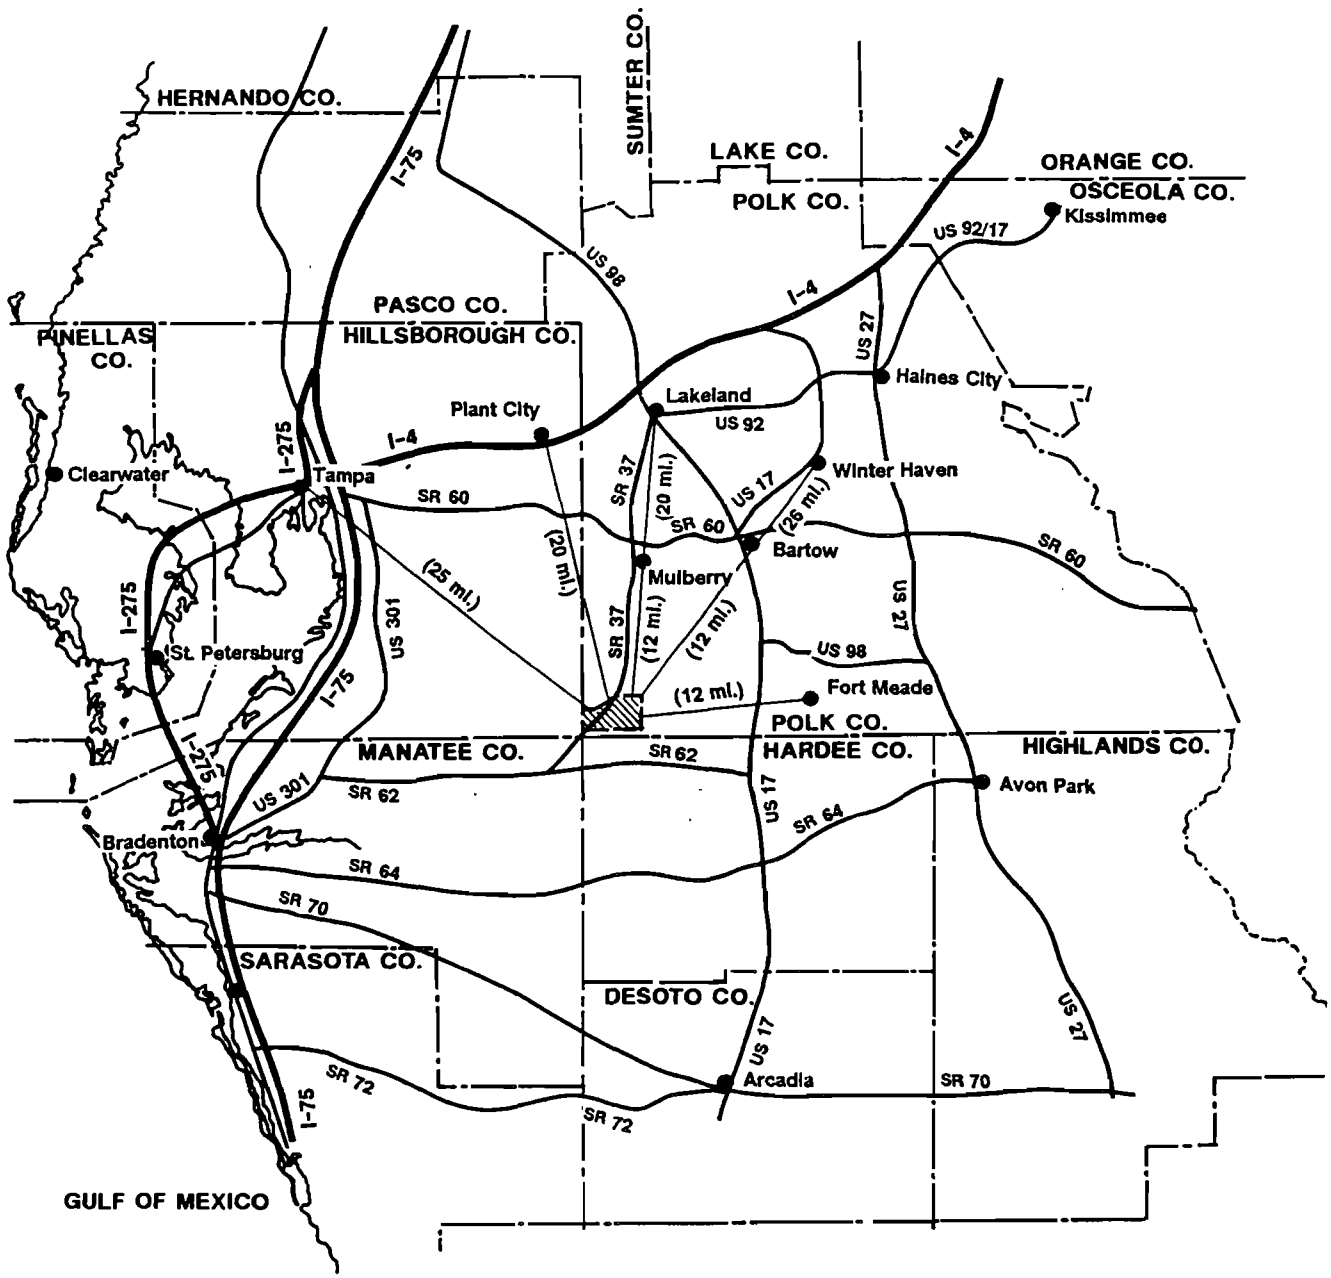 SUMTER CO.
HERNANDO CO.
I-75
LAKE CO.
I-4
ORANGE CO.
POLK CO.
OSCEOLA CO.
Kissimmee
US 92/17
US 98
I-4
PASCO CO.
PINELLAS
CO.
HILLSBOROUGH CO.
US 27
Haines City
Lakeland
Plant City
US 92
I-275
I-4
Clearwater
Tampa
SR 37
(20 mi.)
US 17
Winter Haven
(26 mi.)
SR 60
SR 60
Bartow
SR 60
(20 mi.)
(25 mi.)
Mulberry
I-275
US 301
SR 37
(12 mi.)
(12 mi.)
US 27
St. Petersburg
US 98
I-75
(12 mi.)
Fort Meade
POLK CO.
I-275
MANATEE CO.
SR 62
HARDEE CO.
HIGHLANDS CO.
US 301
SR 62
US 17
Avon Park
SR 64
Bradenton
SR 64
SR 70
SARASOTA CO.
DESOTO CO.
US 27
US 17
SR 72
Arcadia
SR 70
I-75
SR 72
GULF OF MEXICO